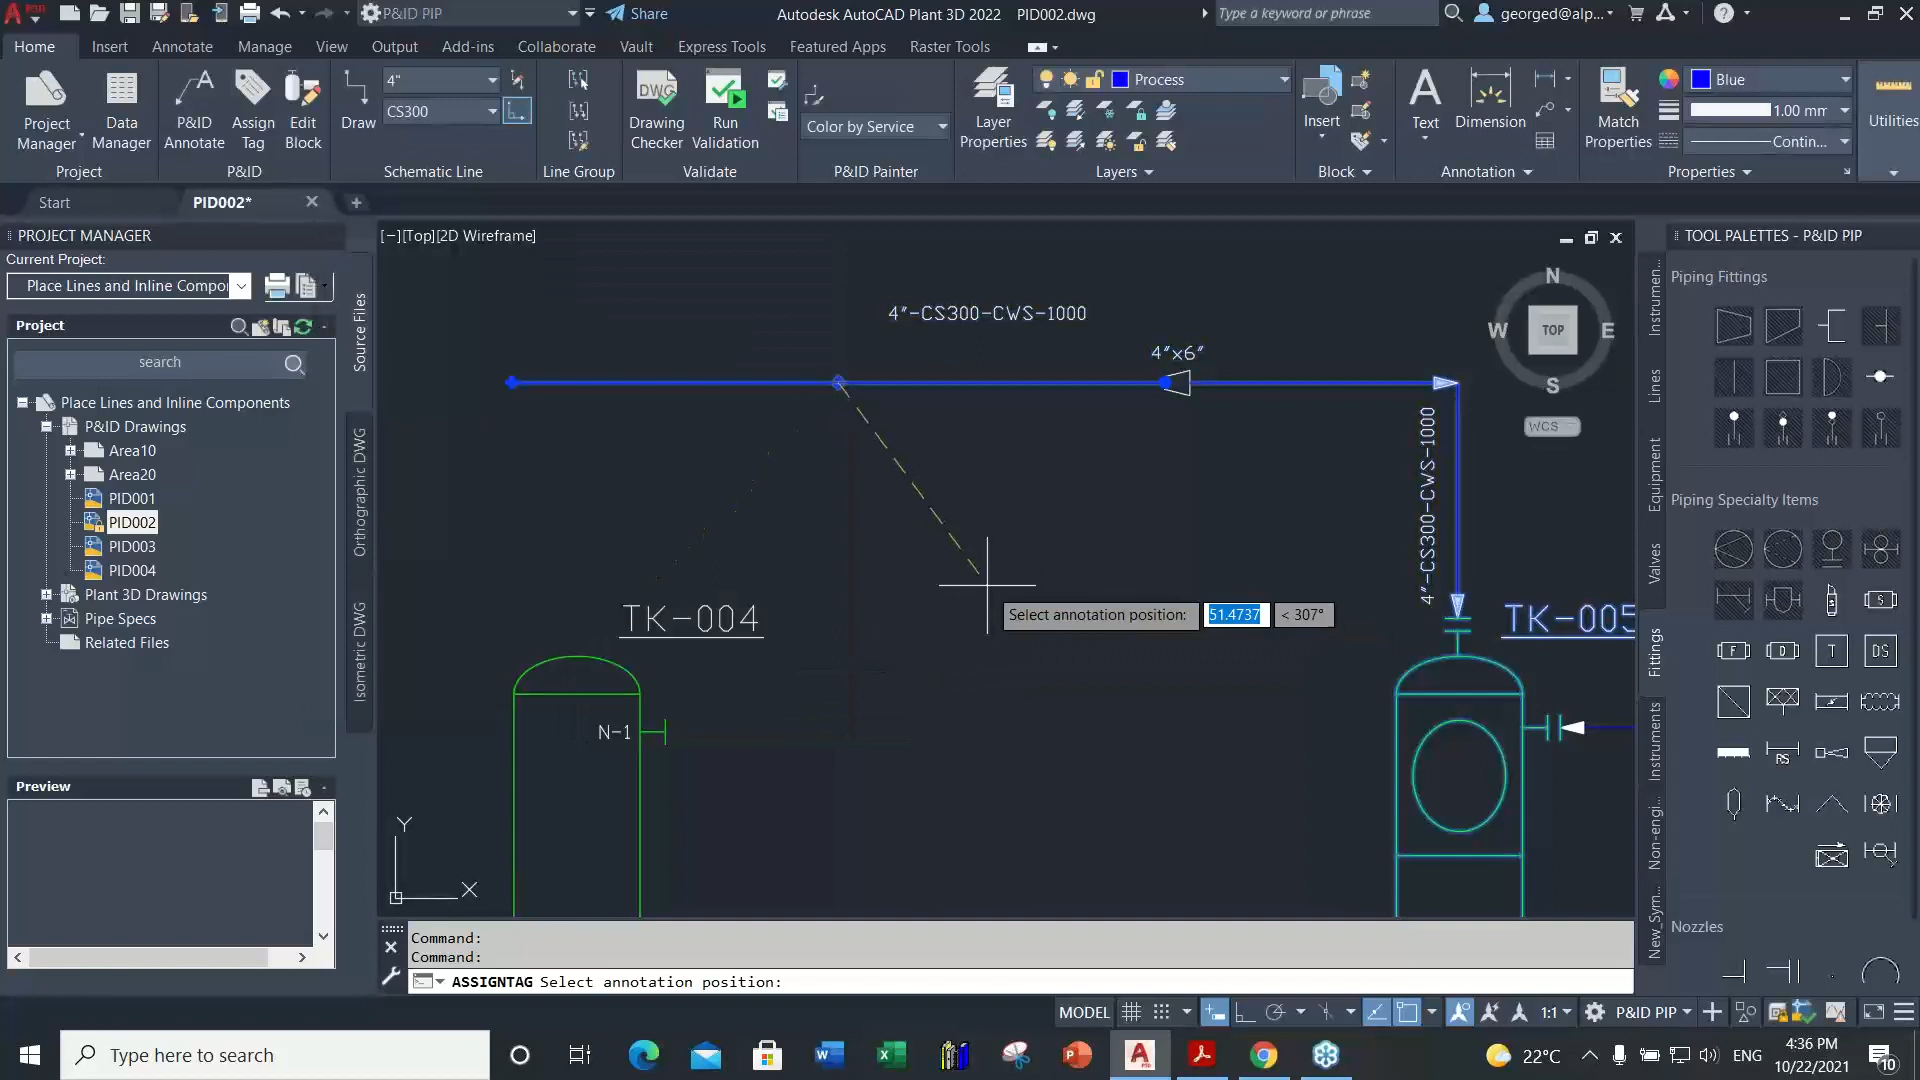 P&ID PIP
Share
Autodesk AutoCAD Plant 3D 2022 PID002.dwg
Type a keyword or phrase
georged@alp...
Home Insert Annotate Manage View Output Add-ins Collaborate Vault Express Tools Featured Apps Raster Tools
Project Manager
Data Manager
Project
P&ID Annotate
Assign Tag
Edit Block
P&ID
Draw
4"
CS300
Schematic Line
Line Group
DWG
Drawing Checker
Run Validation
Validate
Color by Service
P&ID Painter
Layer Properties
Process
Layers
Insert
Block
Text
Dimension
Annotation
Match Properties
Blue
1.00 mm
Contin...
Properties
Utilities
Start
PID002*
PROJECT MANAGER
Current Project:
Place Lines and Inline Compor
Project
search
Place Lines and Inline Components
P&ID Drawings
Area10
Area20
PID001
PID002
PID003
PID004
Plant 3D Drawings
Pipe Specs
Related Files
Source Files
Orthographic DWG
Isometric DWG
Preview
[−][Top][2D Wireframe]
4"-CS300-CWS-1000
4"x6"
4"-CS300-CWS-1000
TK-004
TK-005
N-1
Select annotation position:
51.4737
< 307°
N
W
TOP
E
S
WCS
Y
X
Command:
Command:
ASSIGNTAG Select annotation position:
TOOL PALETTES - P&ID PIP
Instrumen...
Lines
Equipment
Valves
Fittings
Instruments
Non-engi...
New_Sym...
Piping Fittings
Piping Specialty Items
S
F
D
T
DS
RS
Nozzles
MODEL
1:1
P&ID PIP
Type here to search
22°C
ENG
4:36 PM
10/22/2021
10